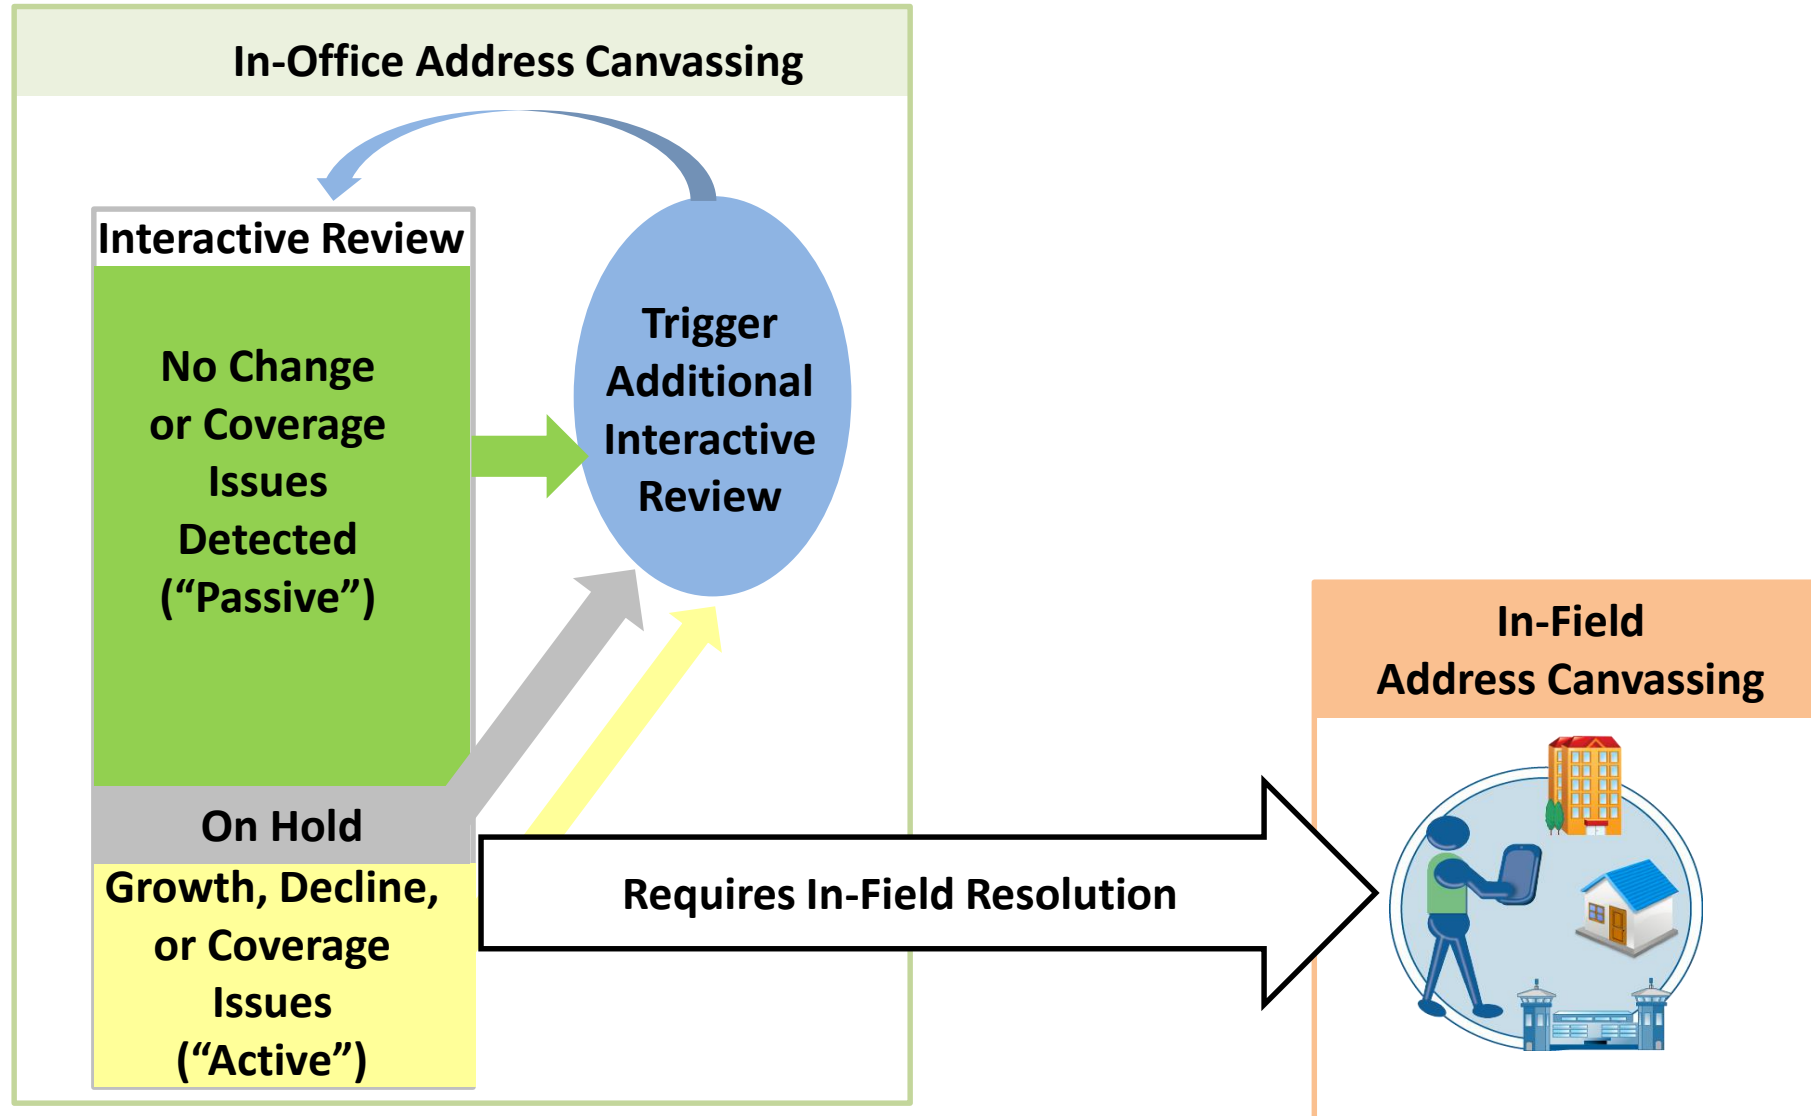 In-Office Address Canvassing
Interactive Review
No Change
or Coverage
Issues
Detected
(“Passive”)
Trigger
Additional
Interactive
Review
On Hold
Growth, Decline,
or Coverage
Issues
(“Active”)
Requires In-Field Resolution
In-Field
Address Canvassing